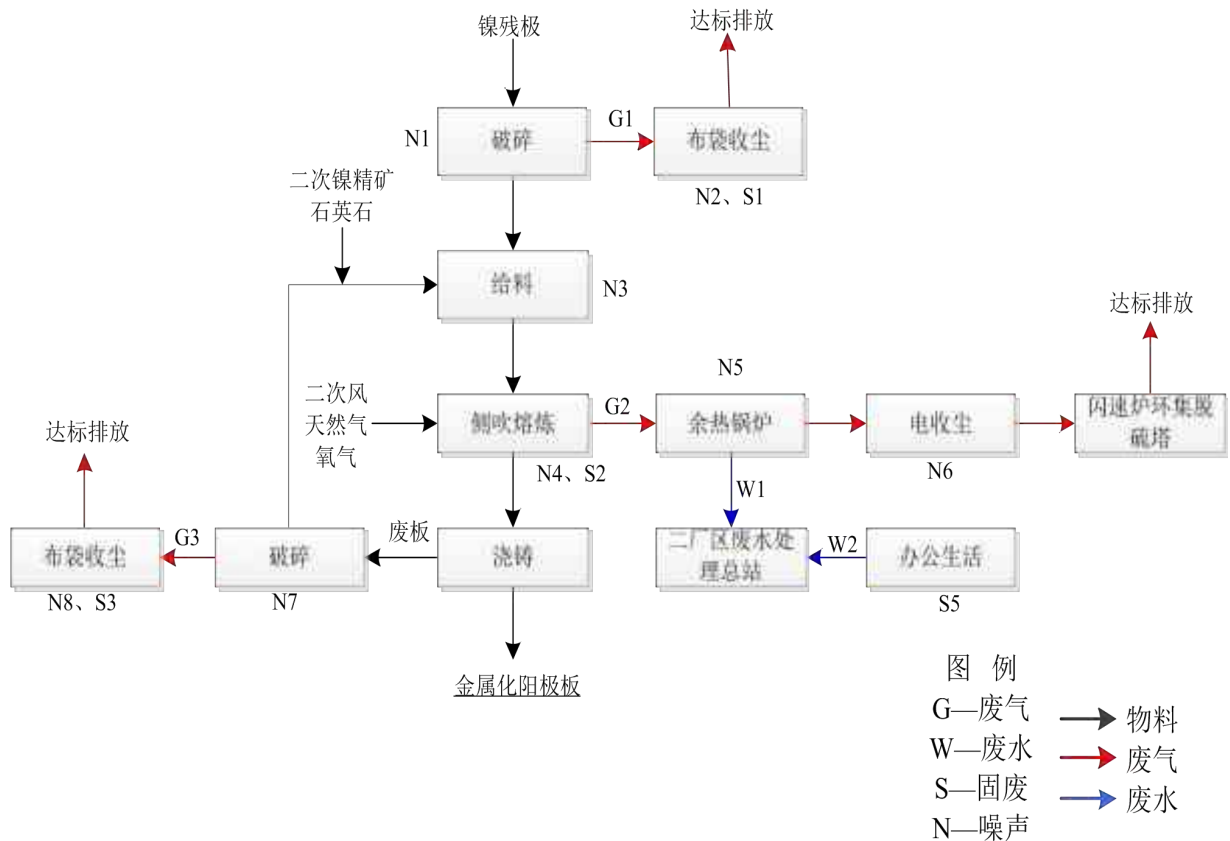 镍残极
达标排放
破碎
G1
布袋收尘
N1
N2、S1
二次镍精矿
石英石
给料
N3
达标排放
二次风
天然气
氧气
侧吹熔炼
G2
N5
余热锅炉
电收尘
闪速炉环集脱
硫塔
N4、S2
N6
达标排放
W1
布袋收尘
G3
破碎
废板
浇铸
二厂区废水处
理总站
W2
办公生活
N8、S3
N7
S5
金属化阳极板
图 例
G—废气
物料
W—废水
废气
S—固废
废水
N—噪声